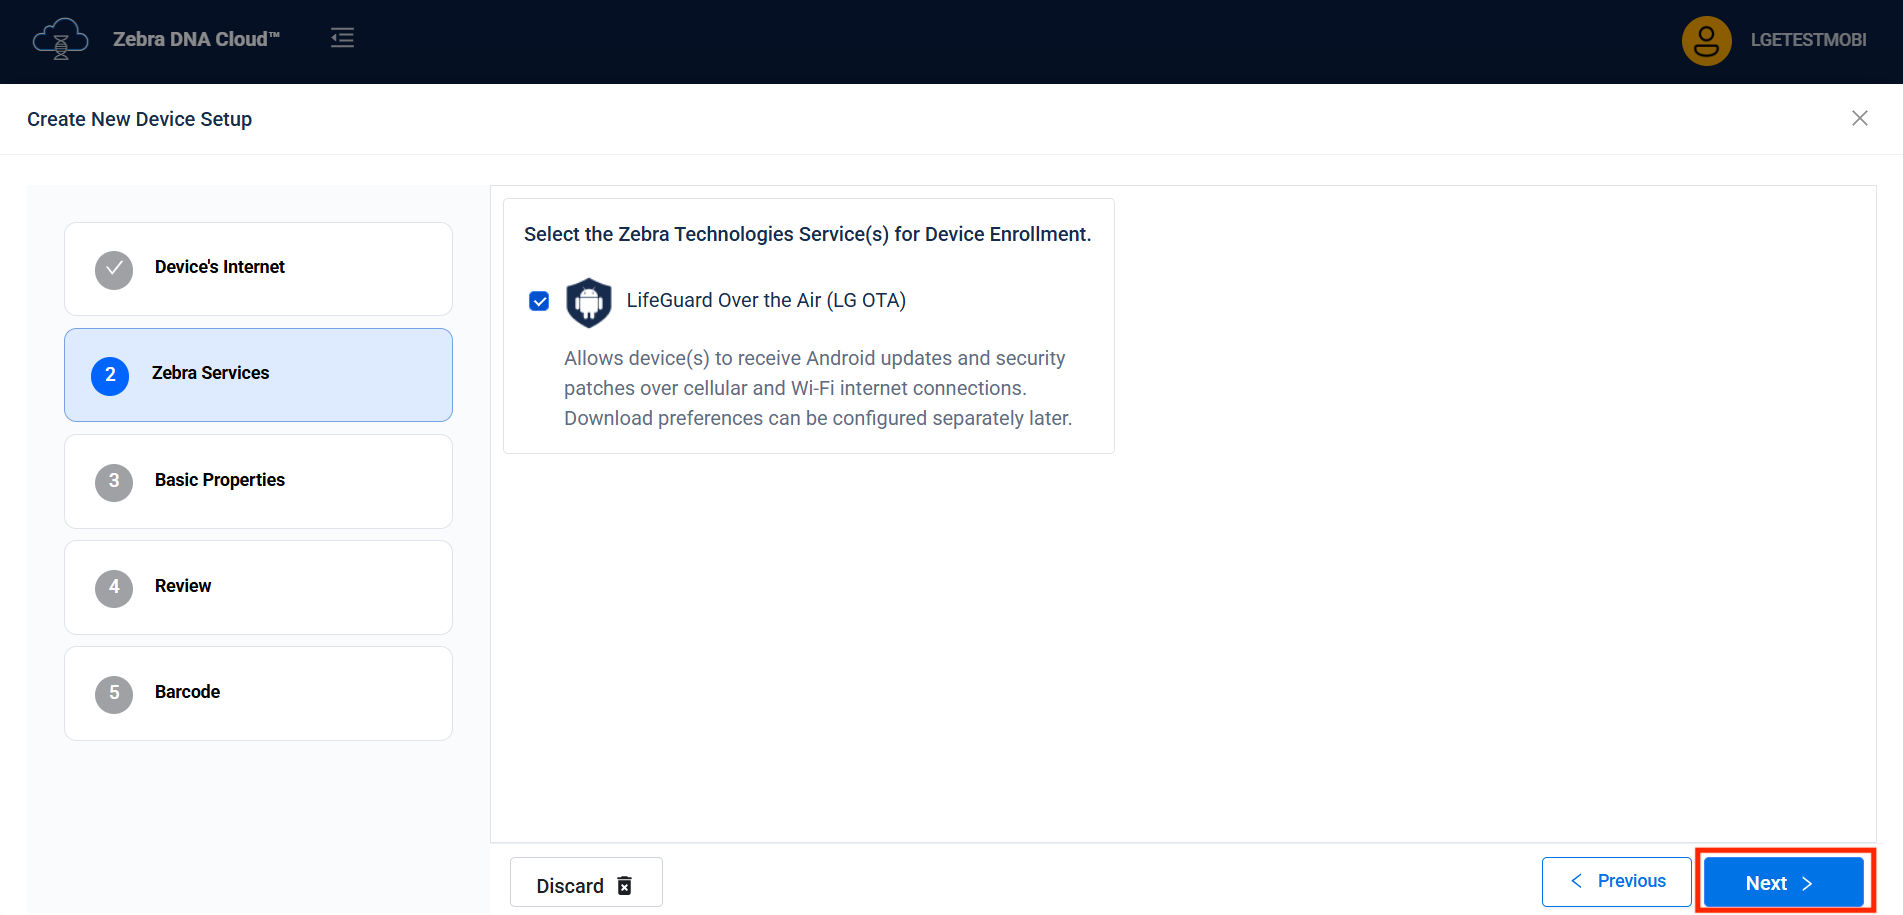 Zebra DNA Cloud™
LGETESTMOBI
Create New Device Setup
Device's Internet
2 Zebra Services
3 Basic Properties
4 Review
5 Barcode
Select the Zebra Technologies Service(s) for Device Enrollment.
LifeGuard Over the Air (LG OTA)
Allows device(s) to receive Android updates and security
patches over cellular and Wi-Fi internet connections.
Download preferences can be configured separately later.
Discard
Previous
Next